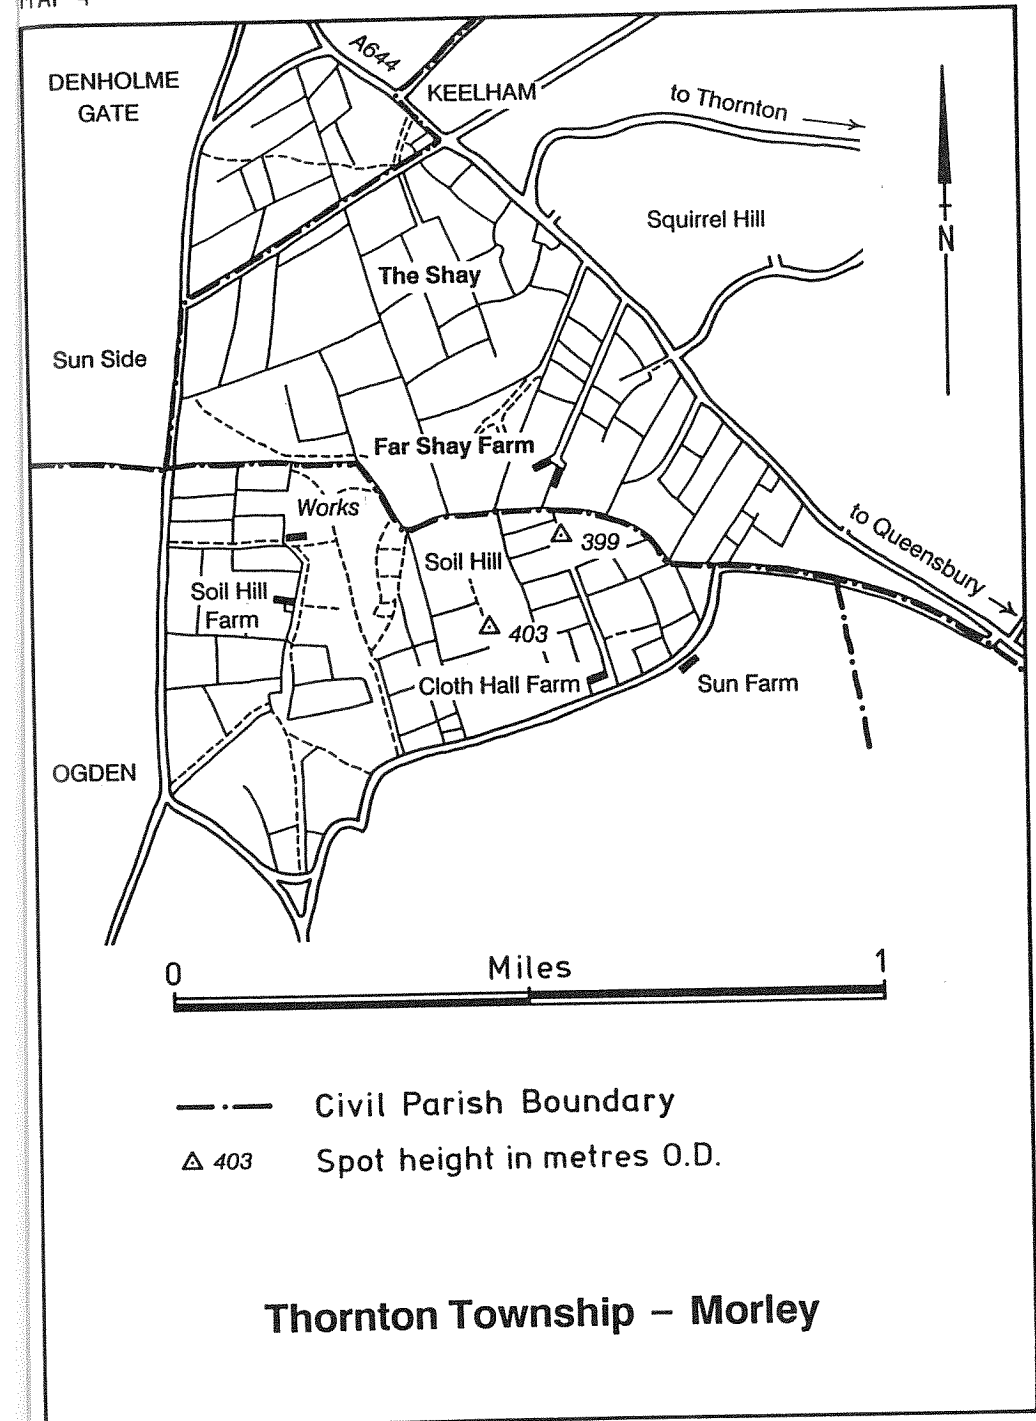 MAP 4
A644
DENHOLME
GATE
KEELHAM
to Thornton
Squirrel Hill
N
The Shay
Sun Side
Far Shay Farm
Works
to Queensbury
399
Soil Hill
Soil Hill
Farm
403
Cloth Hall Farm
Sun Farm
OGDEN
0
Miles
1
Civil Parish Boundary
403
Spot height in metres O.D.
Thornton Township – Morley